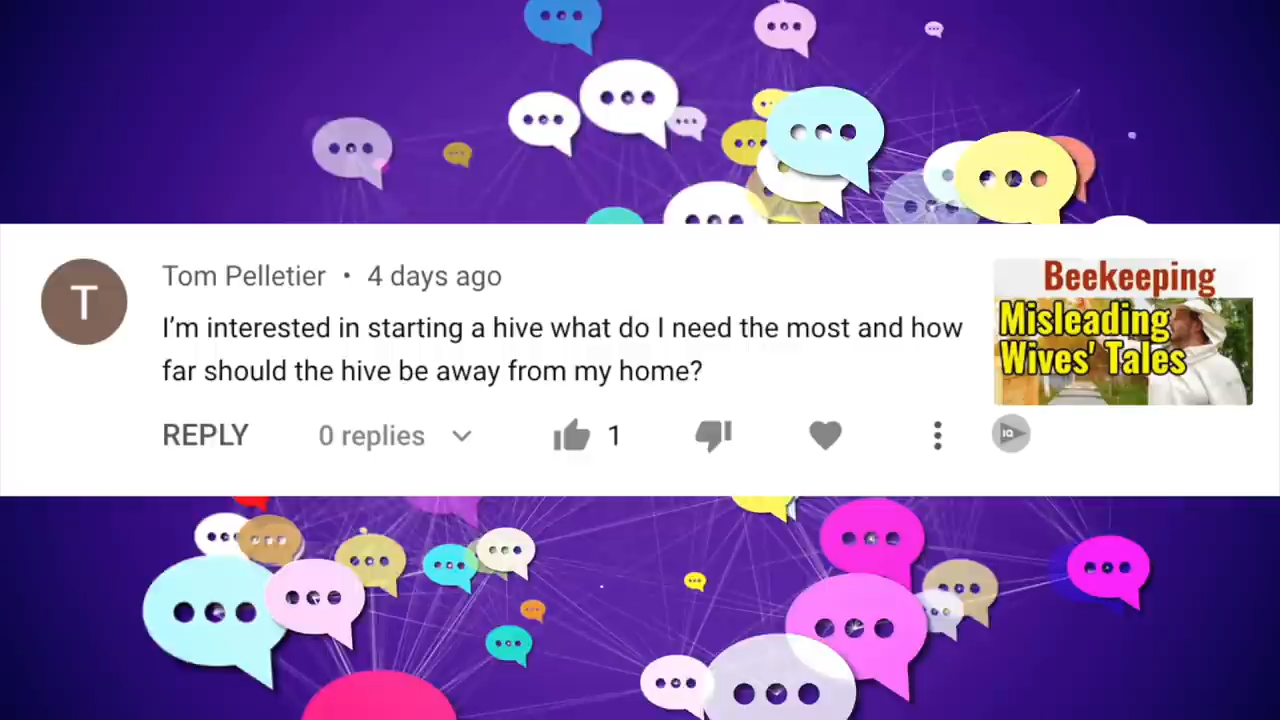 Tom Pelletier • 4 days ago
I’m interested in starting a hive what do I need the most and how
far should the hive be away from my home?
REPLY 0 replies 1
T
Beekeeping
Misleading
Wives' Tales
IQ